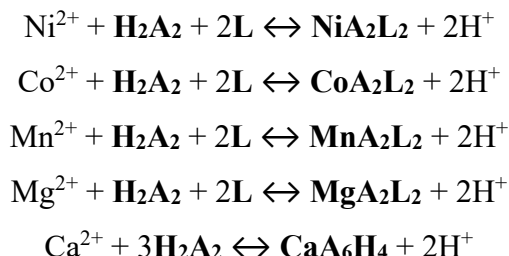 Ni²⁺ + H₂A₂ + 2L ↔ NiA₂L₂ + 2H⁺
Co²⁺ + H₂A₂ + 2L ↔ CoA₂L₂ + 2H⁺
Mn²⁺ + H₂A₂ + 2L ↔ MnA₂L₂ + 2H⁺
Mg²⁺ + H₂A₂ + 2L ↔ MgA₂L₂ + 2H⁺
Ca²⁺ + 3H₂A₂ ↔ CaA₆H₄ + 2H⁺